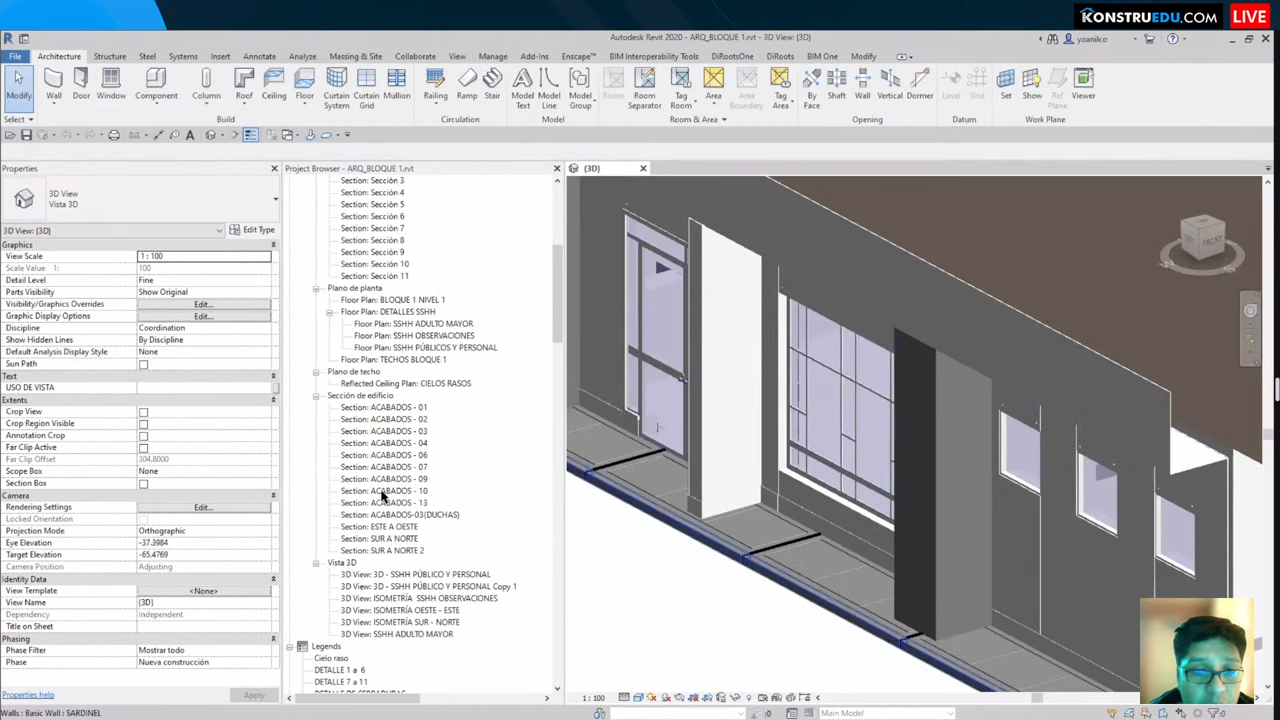 KONSTRUEDU.COM LIVE
Autodesk Revit 2020 - ARQ_BLOQUE 1.rvt - 3D View: {3D}
yoanilco
File Architecture Structure Steel Systems Insert Annotate Analyze Massing & Site Collaborate View Manage Add-Ins Enscape™ BIM Interoperability Tools DiRootsOne DiRoots BIM One Modify
Modify Wall Door Window Component Column Roof Ceiling Floor Curtain System Curtain Grid Mullion Railing Ramp Stair Model Text Model Line Model Group Room Room Separator Tag Room Area Area Boundary Tag Area By Face Shaft Wall Vertical Dormer Level Grid Set Show Ref Plane Viewer
Select Build Circulation Model Room & Area Opening Datum Work Plane
Properties
3D View
Vista 3D
3D View: {3D} Edit Type
Graphics
View Scale 1 : 100
Scale Value 1: 100
Detail Level Fine
Parts Visibility Show Original
Visibility/Graphics Overrides Edit...
Graphic Display Options Edit...
Discipline Coordination
Show Hidden Lines By Discipline
Default Analysis Display Style None
Sun Path
Text
USO DE VISTA
Extents
Crop View
Crop Region Visible
Annotation Crop
Far Clip Active
Far Clip Offset 304.8000
Scope Box None
Section Box
Camera
Rendering Settings Edit...
Locked Orientation
Projection Mode Orthographic
Eye Elevation -37.3984
Target Elevation -65.4769
Camera Position Adjusting
Identity Data
View Template <None>
View Name {3D}
Dependency Independent
Title on Sheet
Phasing
Phase Filter Mostrar todo
Phase Nueva construcción
Properties help Apply
Project Browser - ARQ_BLOQUE 1.rvt
Section: Sección 3
Section: Sección 4
Section: Sección 5
Section: Sección 6
Section: Sección 7
Section: Sección 8
Section: Sección 9
Section: Sección 10
Section: Sección 11
Plano de planta
Floor Plan: BLOQUE 1 NIVEL 1
Floor Plan: DETALLES SSHH
Floor Plan: SSHH ADULTO MAYOR
Floor Plan: SSHH OBSERVACIONES
Floor Plan: SSHH PÚBLICOS Y PERSONAL
Floor Plan: TECHOS BLOQUE 1
Plano de techo
Reflected Ceiling Plan: CIELOS RASOS
Sección de edificio
Section: ACABADOS - 01
Section: ACABADOS - 02
Section: ACABADOS - 03
Section: ACABADOS - 04
Section: ACABADOS - 06
Section: ACABADOS - 07
Section: ACABADOS - 09
Section: ACABADOS - 10
Section: ACABADOS - 13
Section: ACABADOS-03(DUCHAS)
Section: ESTE A OESTE
Section: SUR A NORTE
Section: SUR A NORTE 2
Vista 3D
3D View: 3D - SSHH PÚBLICO Y PERSONAL
3D View: 3D - SSHH PÚBLICO Y PERSONAL Copy 1
3D View: ISOMETRÍA SSHH OBSERVACIONES
3D View: ISOMETRÍA OESTE - ESTE
3D View: ISOMETRÍA SUR - NORTE
3D View: SSHH ADULTO MAYOR
Legends
Cielo raso
DETALLE 1 a 6
DETALLE 7 a 11
{3D}
FRONT
1 : 100
Walls : Basic Wall : SARDINEL
:0
Main Model
:0